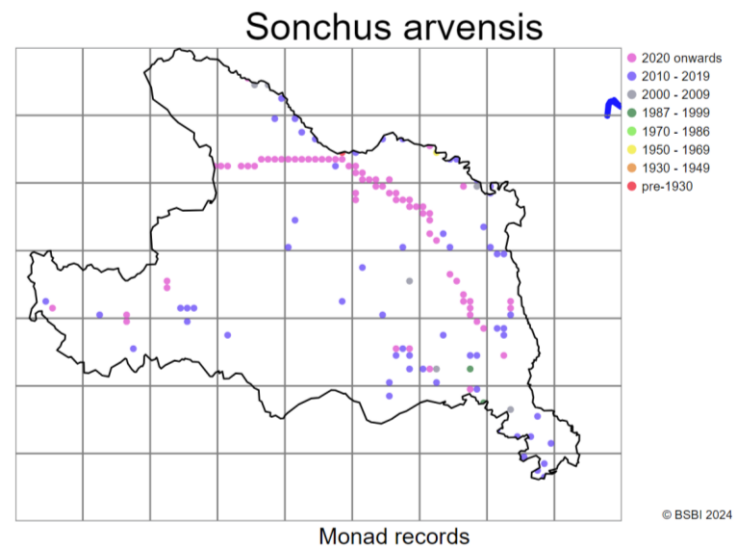 Sonchus arvensis
2020 onwards
2010 - 2019
2000 - 2009
1987 - 1999
1970 - 1986
1950 - 1969
1930 - 1949
pre-1930
© BSBI 2024
Monad records